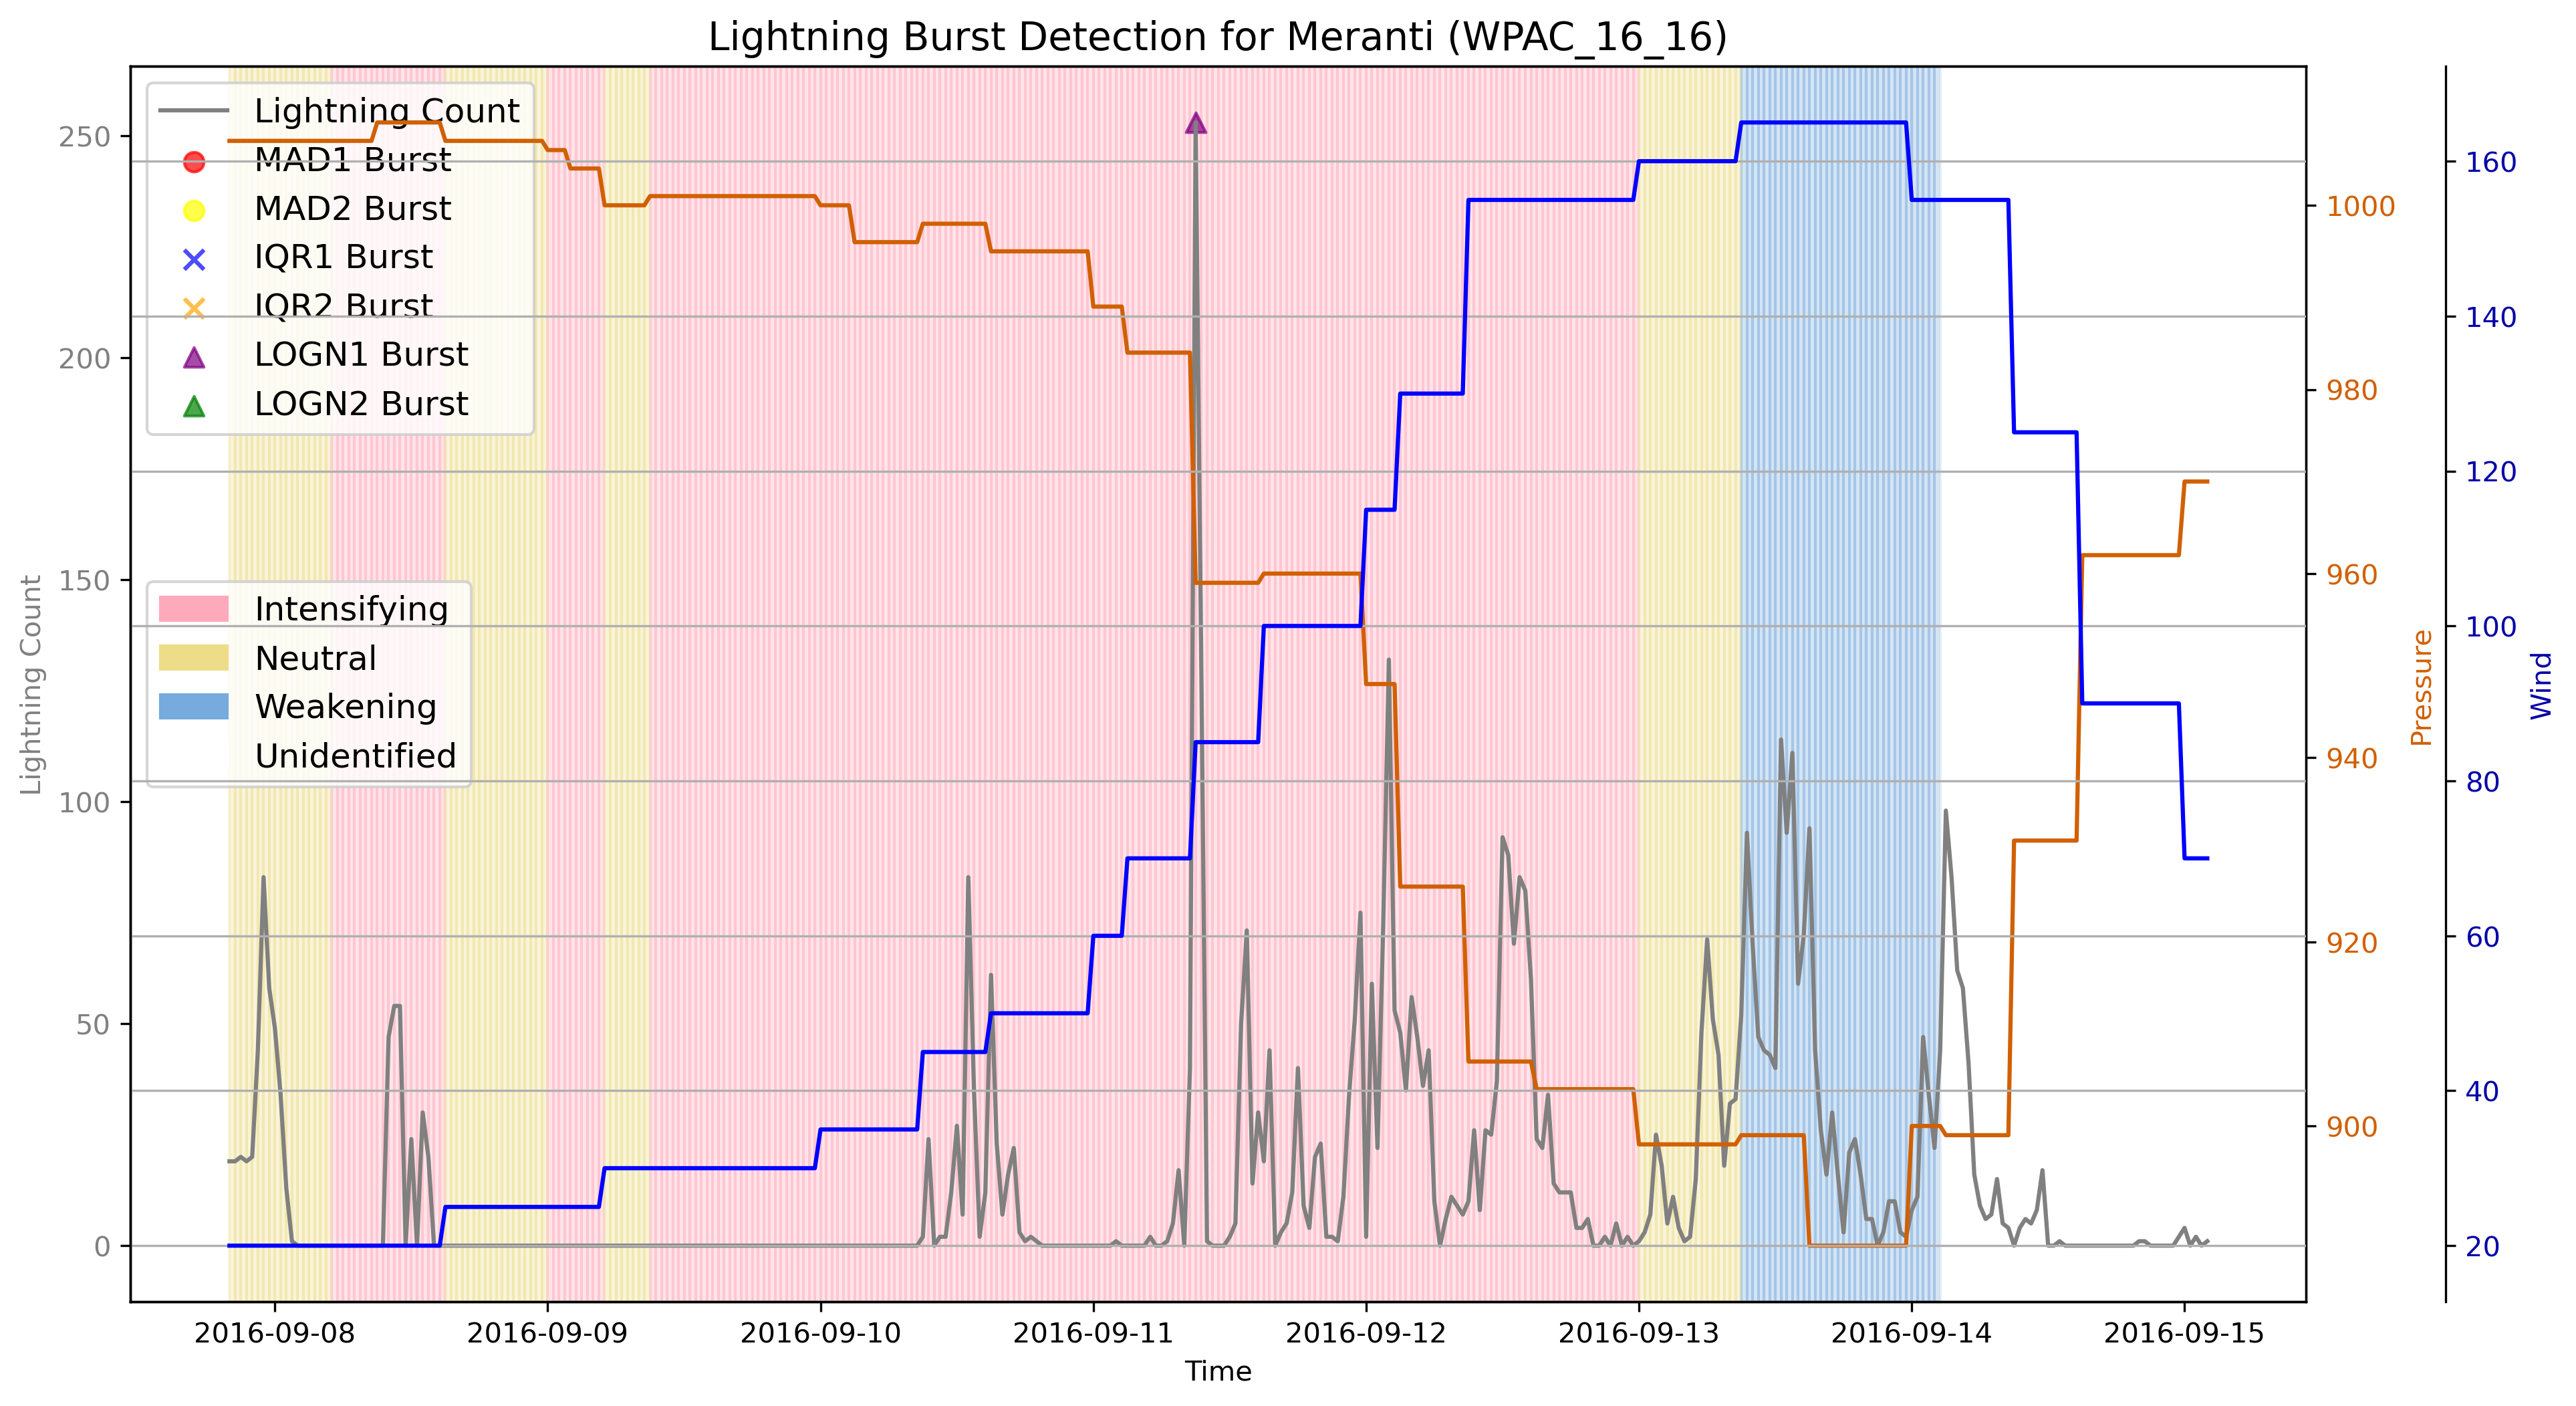 Lightning Burst Detection for Meranti (WPAC_16_16)
Lightning Count
MAD1 Burst
MAD2 Burst
IQR1 Burst
IQR2 Burst
LOGN1 Burst
LOGN2 Burst
Intensifying
Neutral
Weakening
Unidentified
Lightning Count
250
200
150
100
50
0
1000
980
960
940
920
900
Pressure
160
140
120
100
80
60
40
20
Wind
2016-09-08 2016-09-09 2016-09-10 2016-09-11 2016-09-12 2016-09-13 2016-09-14 2016-09-15
Time